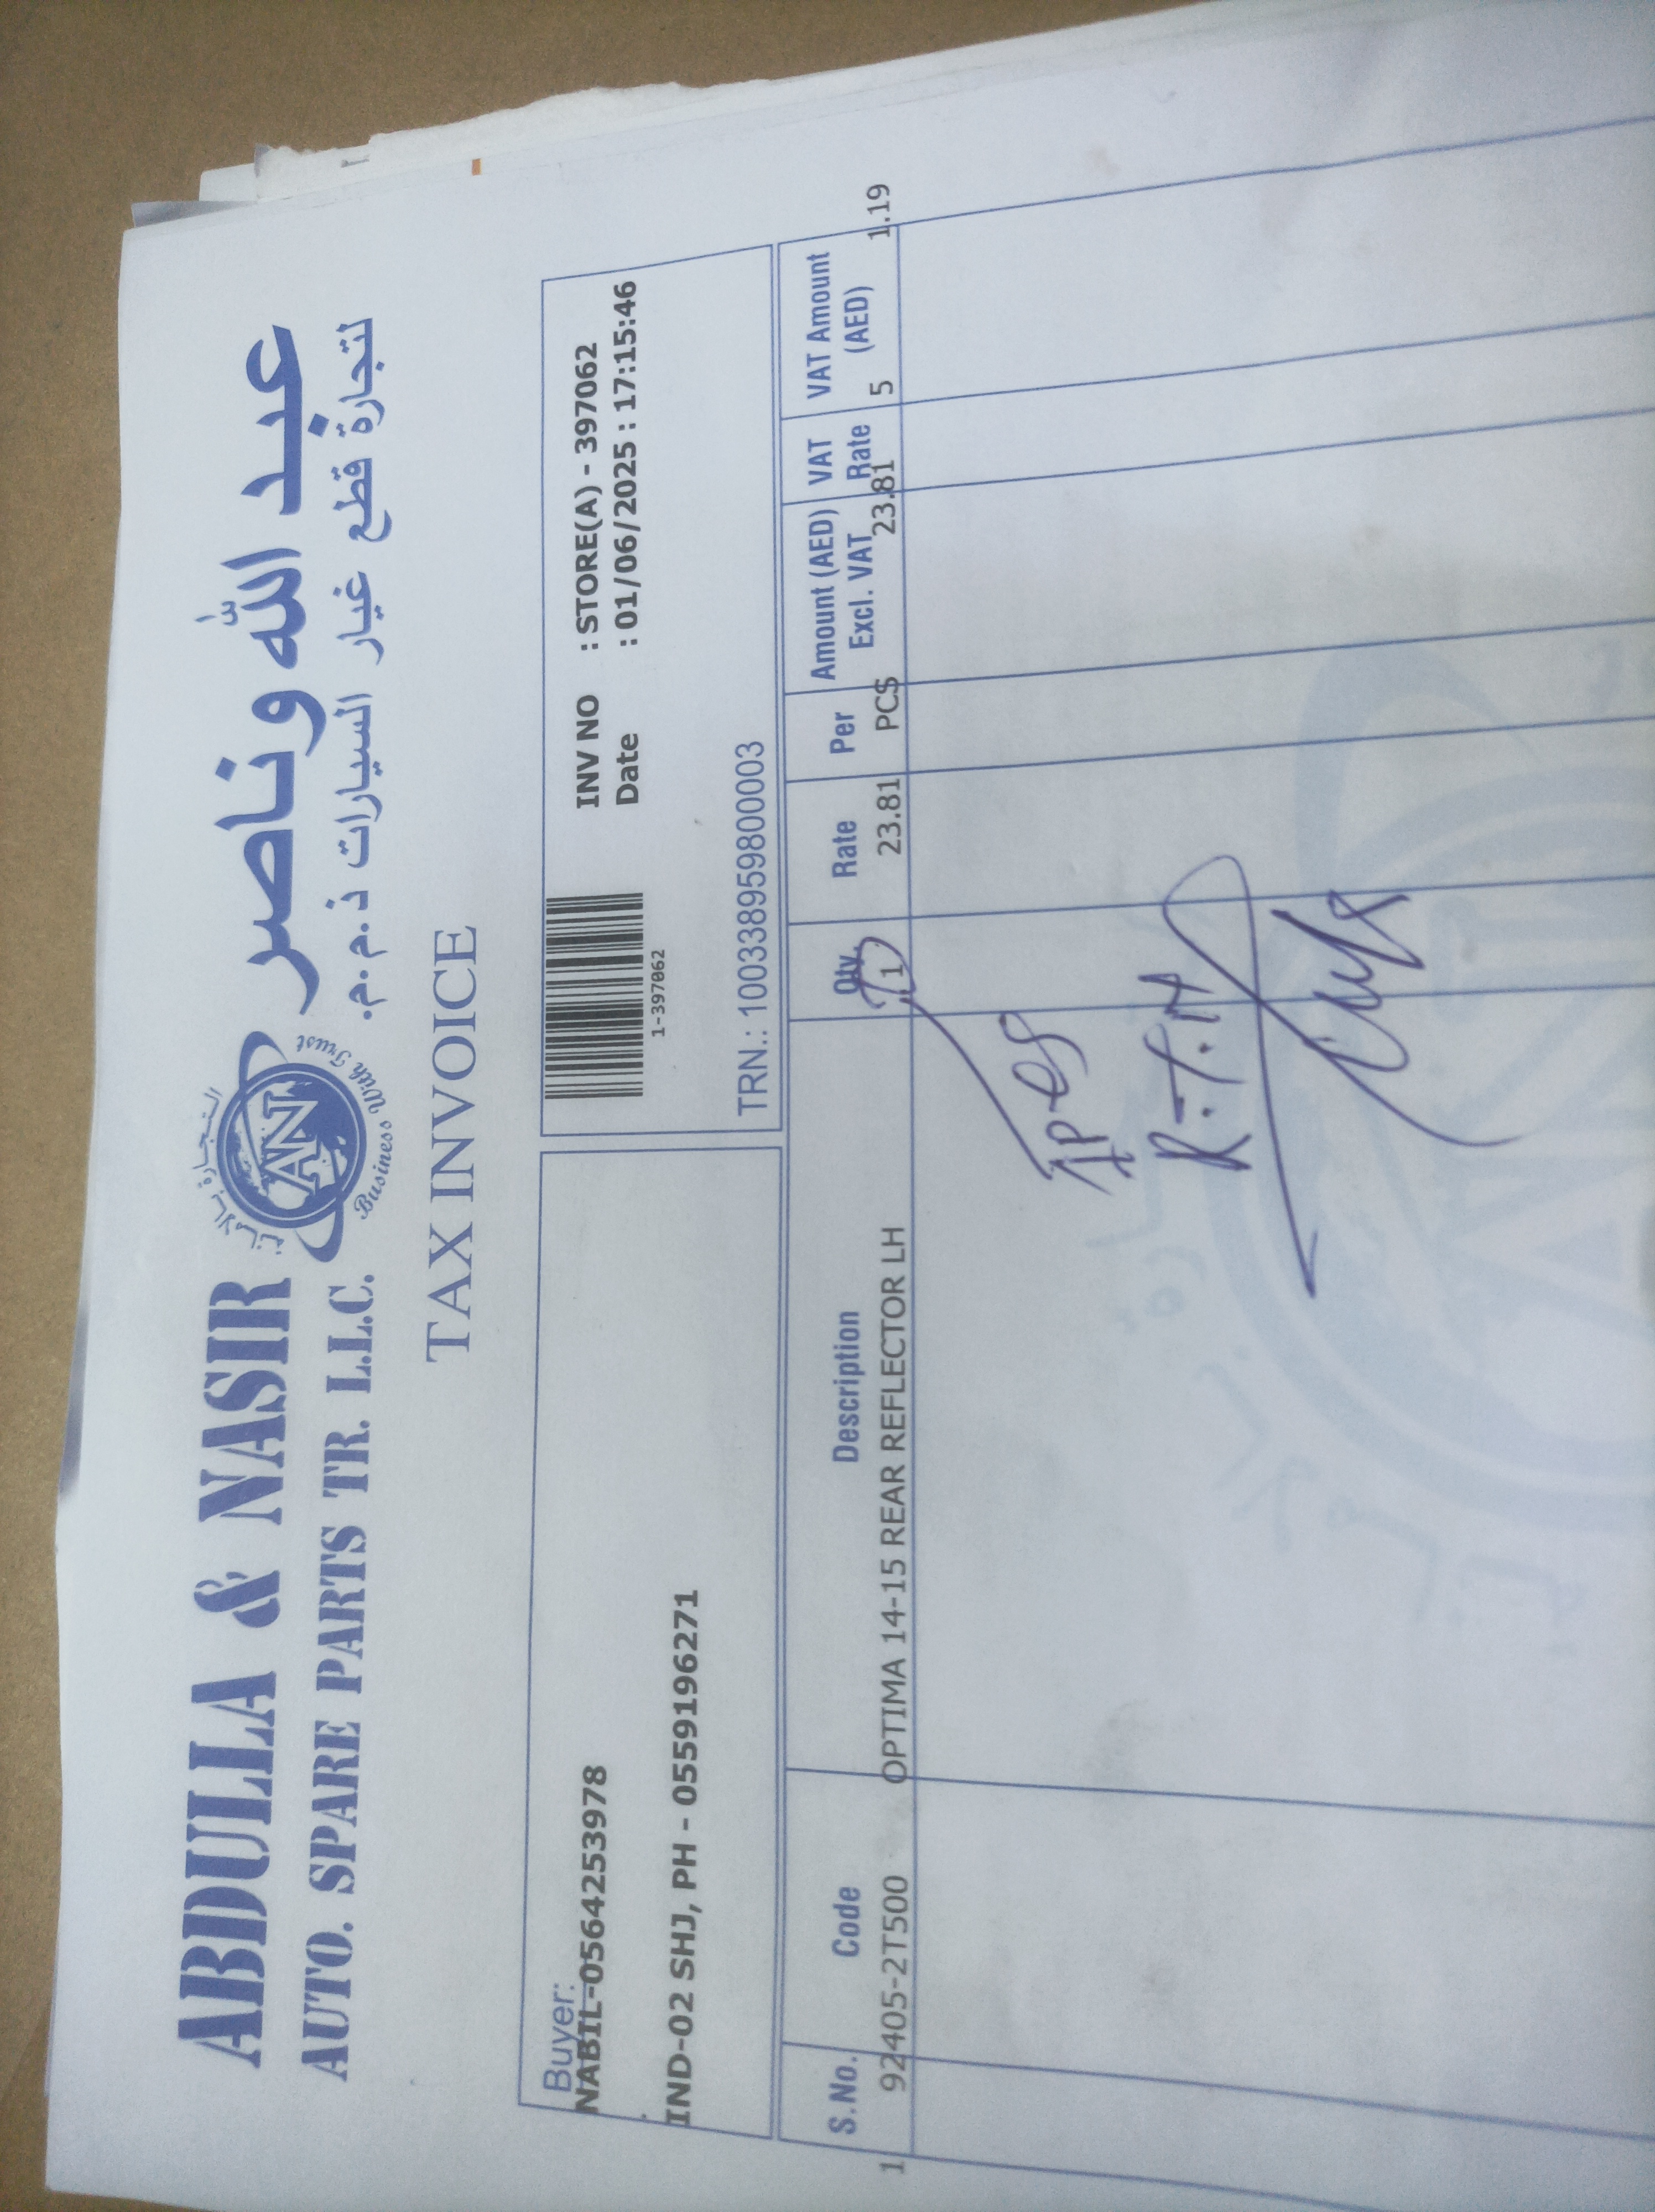 ABDULLA & NASIR
AUTO. SPARE PARTS TR. L.L.C.
AN
Business With Trust
عبد الله وناصر
لتجارة قطع غيار السيارات ذ.م.م.
TAX INVOICE
Buyer:
NABIL-0564253978
IND-02 SHJ, PH - 0559196271
1-397062
INV NO : STORE(A) - 397062
Date : 01/06/2025 : 17:15:46
TRN.: 100338959800003
S.No. Code Description Qty. Rate Per Amount (AED) Excl. VAT VAT Rate VAT Amount (AED)
1 92405-2T500 OPTIMA 14-15 REAR REFLECTOR LH 1 23.81 PCS 23.81 5 1.19
R.T.N